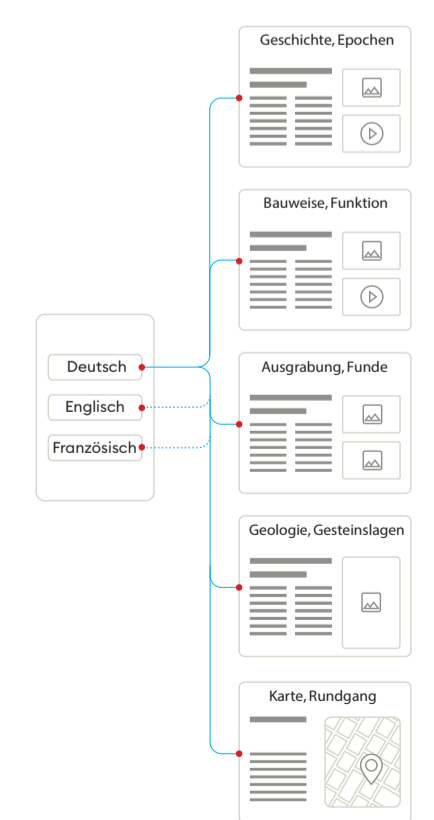 Geschichte, Epochen
Bauweise, Funktion
Deutsch
Englisch
Französisch
Ausgrabung, Funde
Geologie, Gesteinslagen
Karte, Rundgang